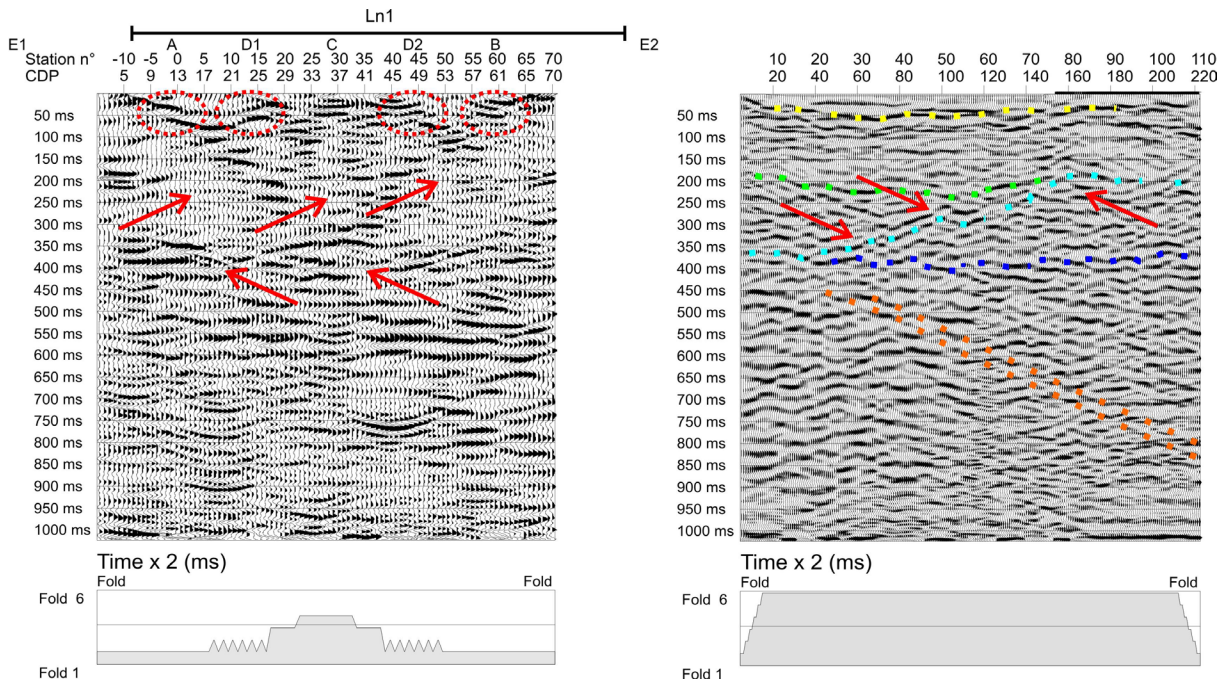 Ln1
E1 A D1 C D2 B E2
Station n° -10 -5 0 5 10 15 20 25 30 35 40 45 50 55 60 65 70
CDP 5 9 13 17 21 25 29 33 37 41 45 49 53 57 61 65 70
50 ms
100 ms
150 ms
200 ms
250 ms
300 ms
350 ms
400 ms
450 ms
500 ms
550 ms
600 ms
650 ms
700 ms
750 ms
800 ms
850 ms
900 ms
950 ms
1000 ms
Time x 2 (ms)
Fold Fold
Fold 6
Fold 1
10 20 30 40 50 60 60 70 80 90 100 110
20 40 60 80 100 120 140 160 180 200 220
50 ms
100 ms
150 ms
200 ms
250 ms
300 ms
350 ms
400 ms
450 ms
500 ms
550 ms
600 ms
650 ms
700 ms
750 ms
800 ms
850 ms
900 ms
950 ms
1000 ms
Time x 2 (ms)
Fold Fold
Fold 6
Fold 1